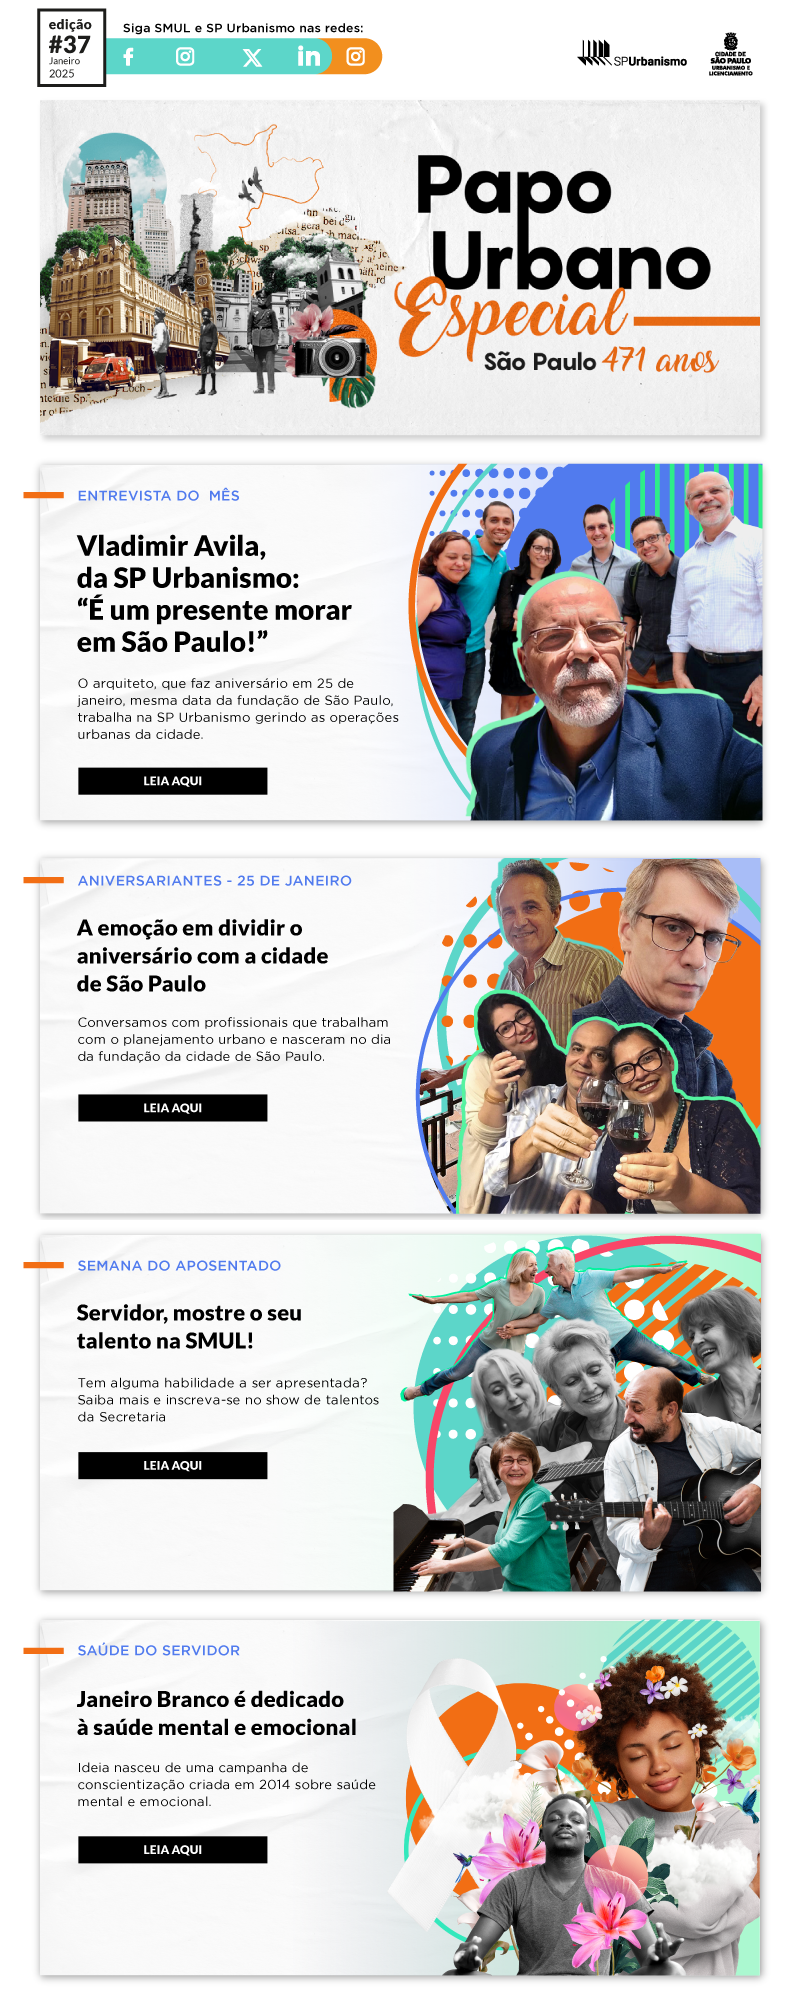 edição
#37
Janeiro
2025
Siga SMUL e SP Urbanismo nas redes:
SPUrbanismo
CIDADE DE
SÃO PAULO
URBANISMO E
LICENCIAMENTO
Papo
Urbano
Especial
São Paulo 471 anos
ENTREVISTA DO MÊS
Vladimir Avila,
da SP Urbanismo:
“É um presente morar
em São Paulo!”
O arquiteto, que faz aniversário em 25 de
janeiro, mesma data da fundação de São Paulo,
trabalha na SP Urbanismo gerindo as operações
urbanas da cidade.
LEIA AQUI
ANIVERSARIANTES - 25 DE JANEIRO
A emoção em dividir o
aniversário com a cidade
de São Paulo
Conversamos com profissionais que trabalham
com o planejamento urbano e nasceram no dia
da fundação da cidade de São Paulo.
LEIA AQUI
SEMANA DO APOSENTADO
Servidor, mostre o seu
talento na SMUL!
Tem alguma habilidade a ser apresentada?
Saiba mais e inscreva-se no show de talentos
da Secretaria
LEIA AQUI
SAÚDE DO SERVIDOR
Janeiro Branco é dedicado
à saúde mental e emocional
Ideia nasceu de uma campanha de
conscientização criada em 2014 sobre saúde
mental e emocional.
LEIA AQUI